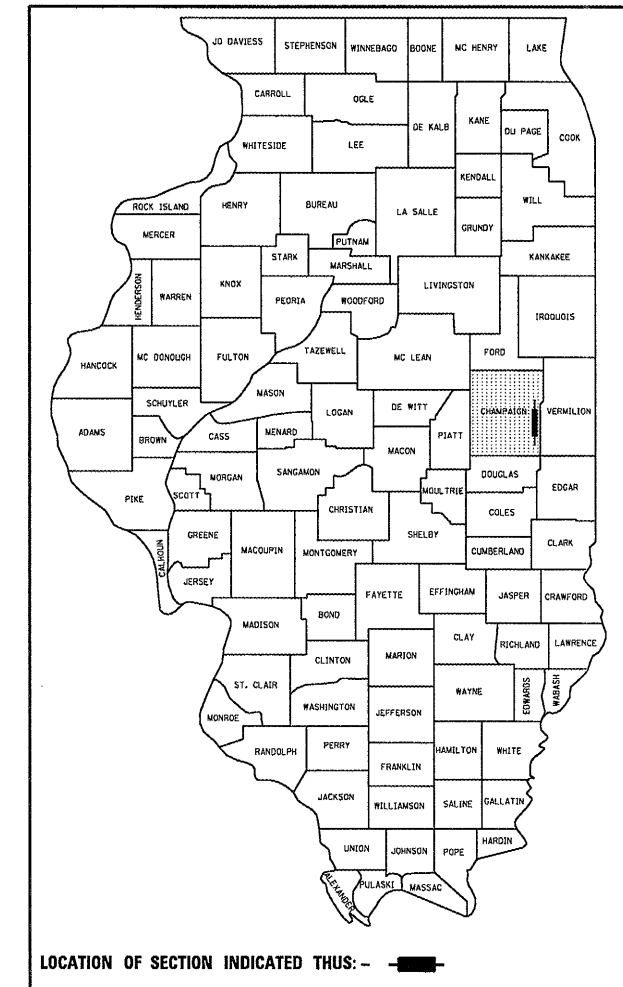 JO DAVIESS
STEPHENSON
WINNEBAGO
BOONE
MC HENRY
LAKE
CARROLL
OGLE
DE KALB
KANE
DU PAGE
COOK
WHITESIDE
LEE
KENDALL
WILL
ROCK ISLAND
HENRY
BUREAU
LA SALLE
GRUNDY
MERCER
PUTNAM
STARK
MARSHALL
KANKAKEE
HENDERSON
WARREN
KNOX
PEORIA
WOODFORD
LIVINGSTON
IROQUOIS
HANCOCK
MC DONOUGH
FULTON
TAZEWELL
MC LEAN
FORD
SCHUYLER
MASON
LOGAN
DE WITT
CHAMPAIGN
VERMILION
ADAMS
BROWN
CASS
MENARD
MACON
PIATT
PIKE
SCOTT
MORGAN
SANGAMON
CHRISTIAN
MOULTRIE
DOUGLAS
EDGAR
COLES
CALHOUN
GREENE
MACOUPIN
MONTGOMERY
SHELBY
CUMBERLAND
CLARK
JERSEY
FAYETTE
EFFINGHAM
JASPER
CRAWFORD
MADISON
BOND
CLAY
RICHLAND
LAWRENCE
CLINTON
MARION
ST. CLAIR
WAYNE
EDWARDS
WABASH
MONROE
WASHINGTON
JEFFERSON
RANDOLPH
PERRY
HAMILTON
WHITE
FRANKLIN
JACKSON
WILLIAMSON
SALINE
GALLATIN
UNION
JOHNSON
POPE
HARDIN
ALEXANDER
PULASKI
MASSAC
LOCATION OF SECTION INDICATED THUS: -